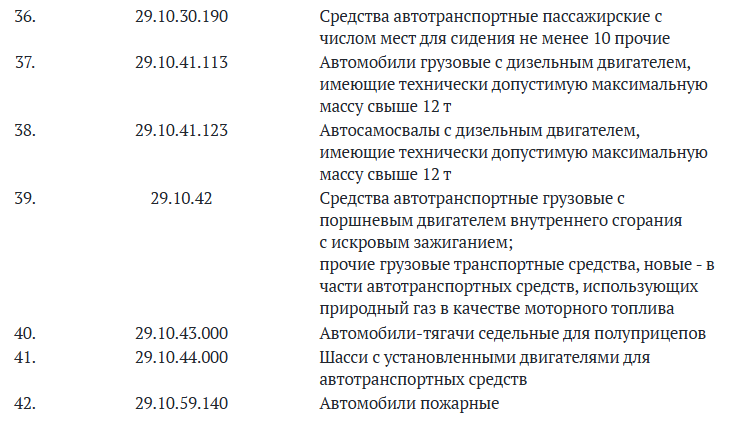 36. 29.10.30.190 Средства автотранспортные пассажирские с
числом мест для сидения не менее 10 прочие
37. 29.10.41.113 Автомобили грузовые с дизельным двигателем,
имеющие технически допустимую максимальную
массу свыше 12 т
38. 29.10.41.123 Автосамосвалы с дизельным двигателем,
имеющие технически допустимую максимальную
массу свыше 12 т
39. 29.10.42 Средства автотранспортные грузовые с
поршневым двигателем внутреннего сгорания
с искровым зажиганием;
прочие грузовые транспортные средства, новые - в
части автотранспортных средств, использующих
природный газ в качестве моторного топлива
40. 29.10.43.000 Автомобили-тягачи седельные для полуприцепов
41. 29.10.44.000 Шасси с установленными двигателями для
автотранспортных средств
42. 29.10.59.140 Автомобили пожарные